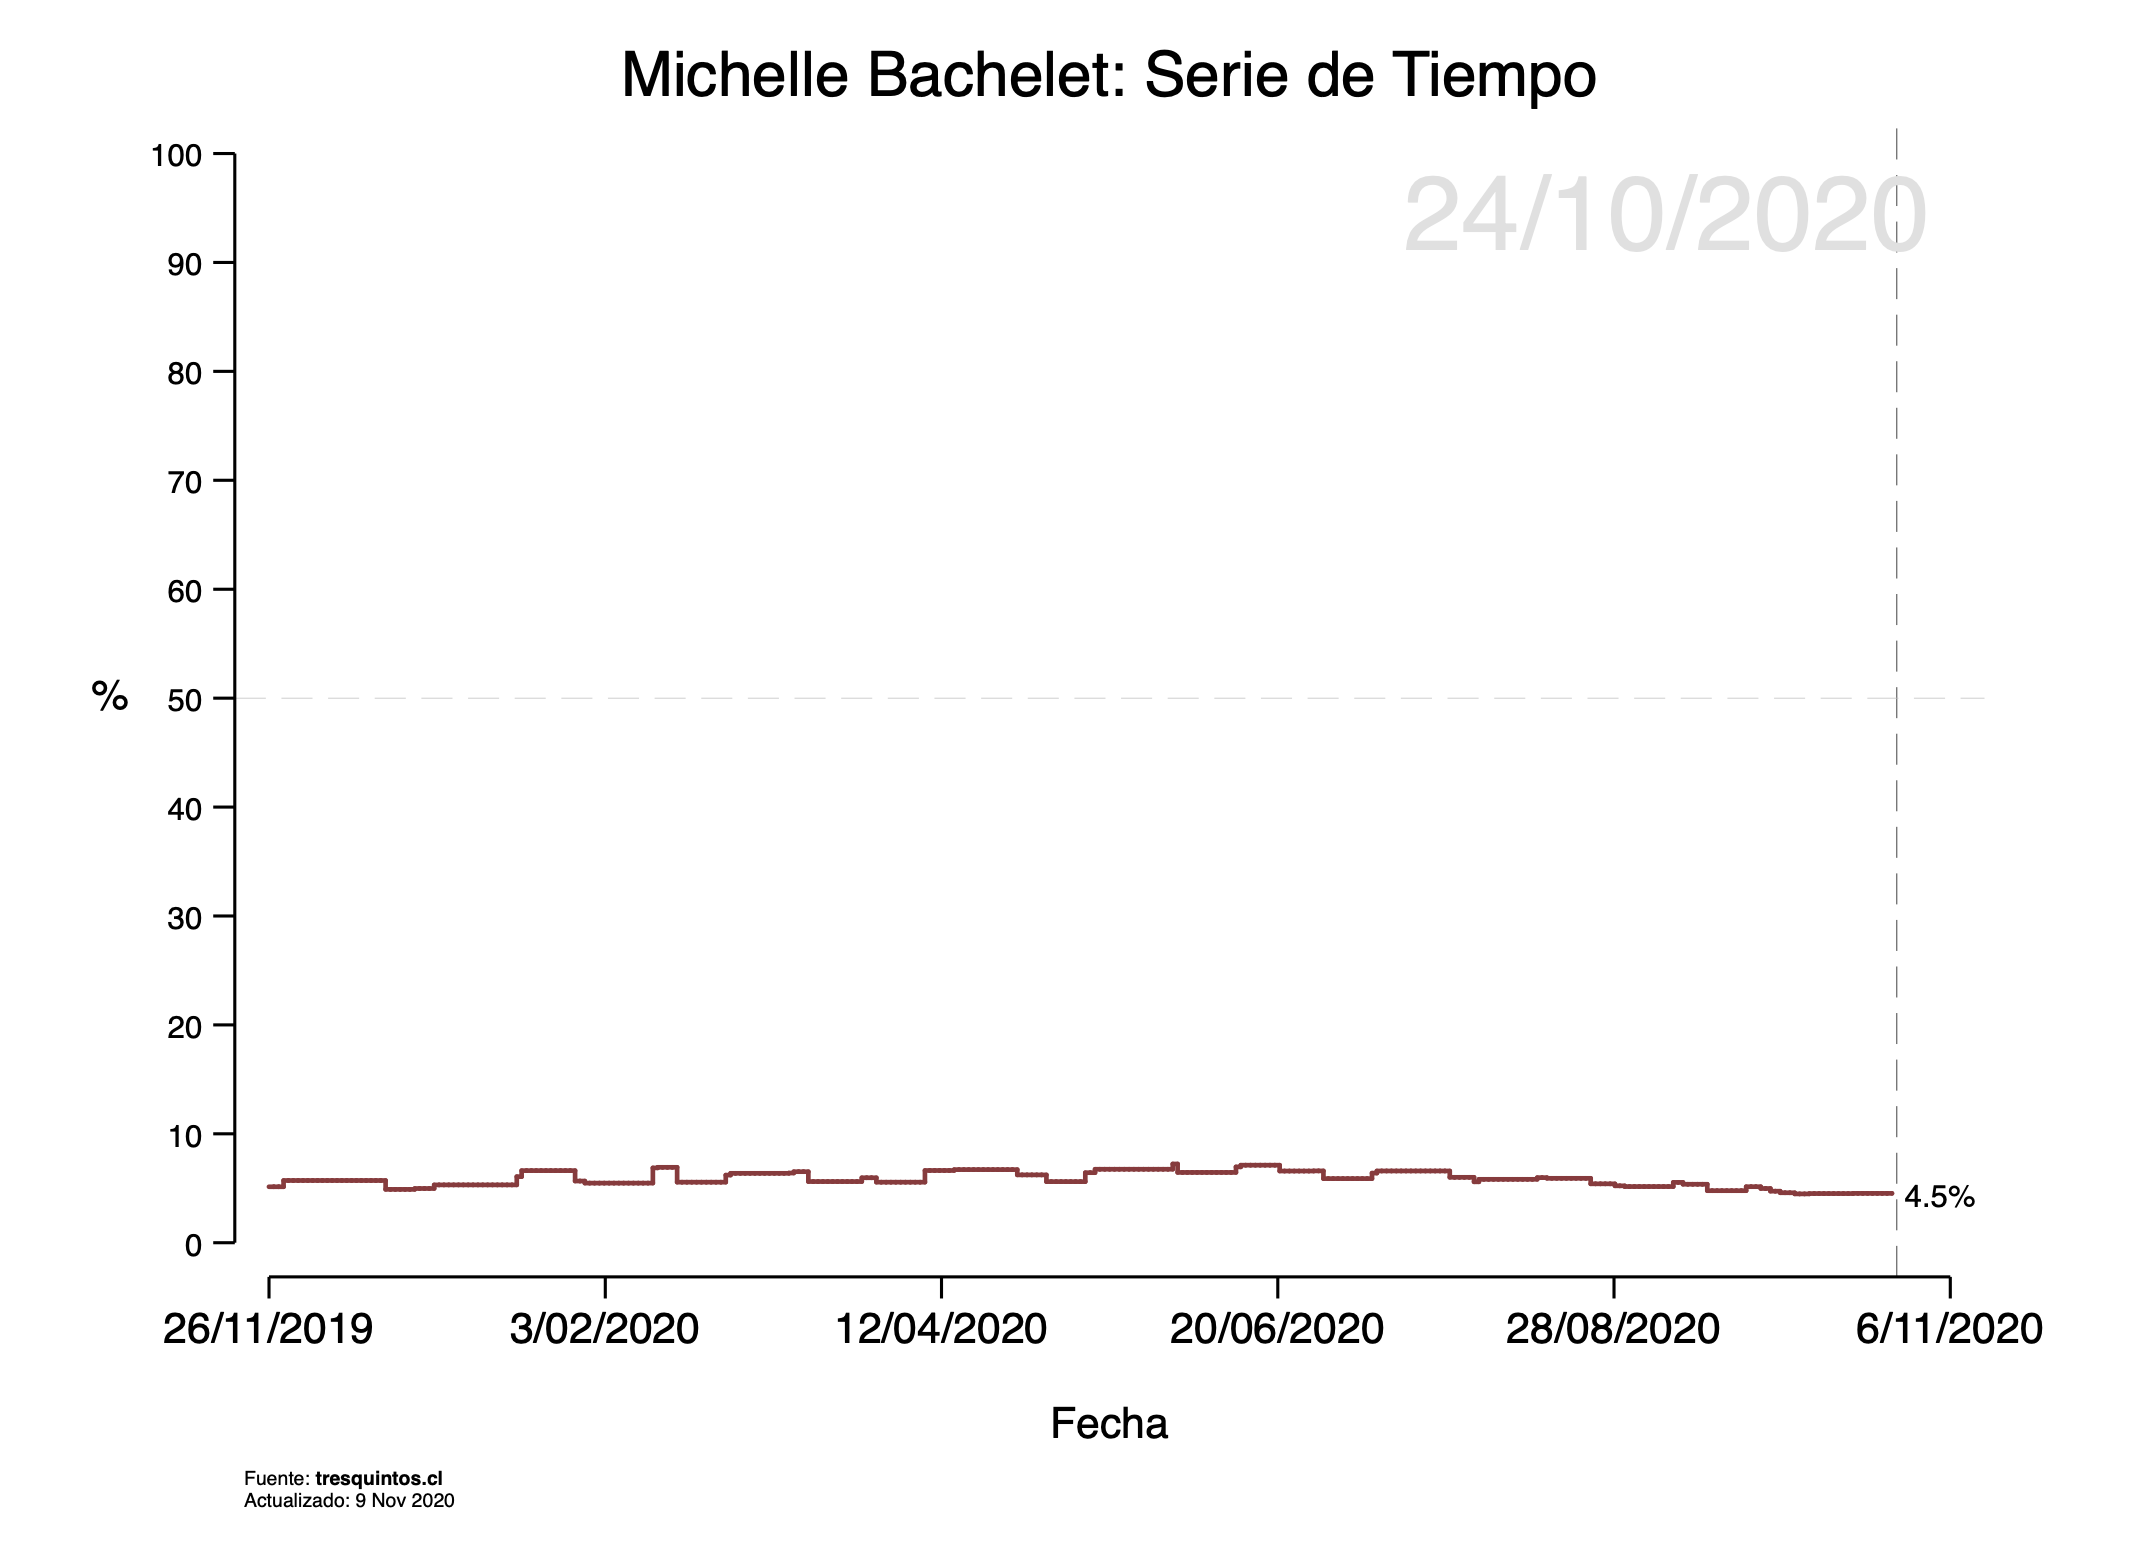 Michelle Bachelet: Serie de Tiempo
24/10/2020
100
90
80
70
60
%
50
40
30
20
10
4.5%
0
26/11/2019 3/02/2020 12/04/2020 20/06/2020 28/08/2020 6/11/2020
Fecha
Fuente: tresquintos.cl
Actualizado: 9 Nov 2020